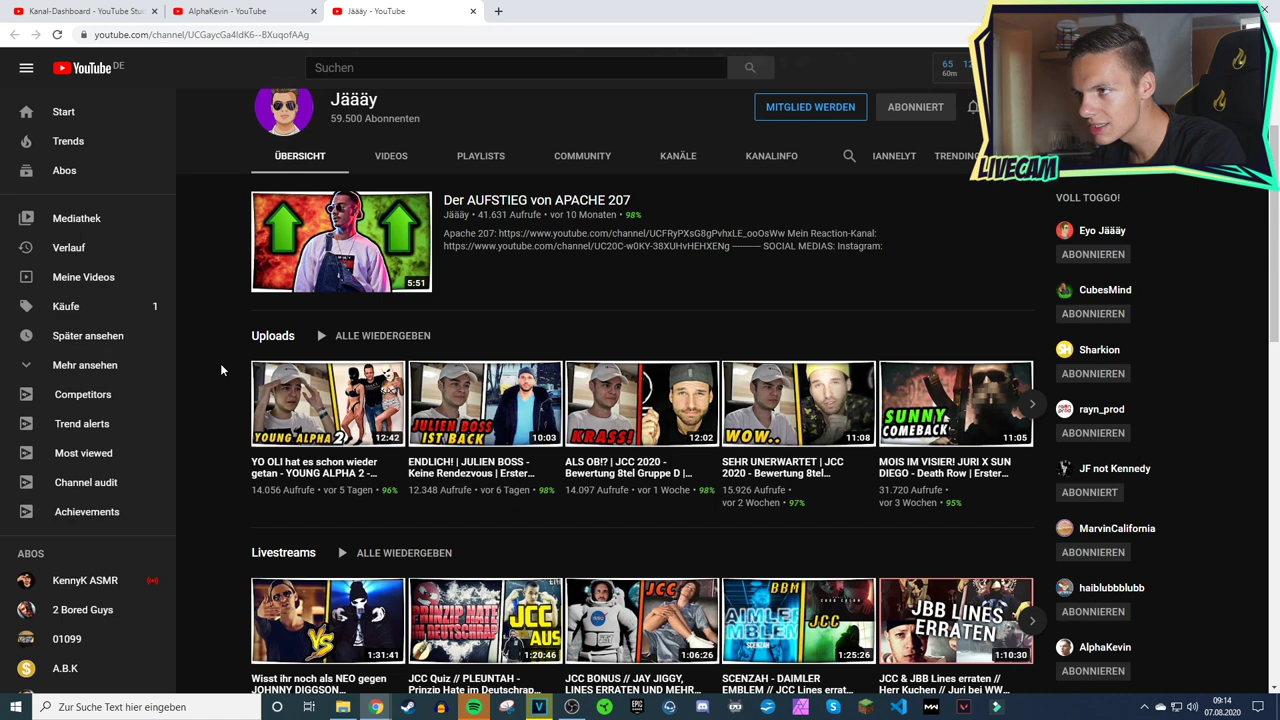 Kanal-Dashboard - YouTube Stu
AlphaKevin - YouTube
Jäääy - YouTube
youtube.com/channel/UCGaycGa4IdK6--BXuqofAAg
YouTube DE
Suchen
65
60m
Start
Trends
Abos
Mediathek
Verlauf
Meine Videos
Käufe 1
Später ansehen
Mehr ansehen
Competitors
Trend alerts
Most viewed
Channel audit
Achievements
ABOS
KennyK ASMR
2 Bored Guys
01099
A.B.K
Jäääy
59.500 Abonnenten
MITGLIED WERDEN
ABONNIERT
ÜBERSICHT
VIDEOS
PLAYLISTS
COMMUNITY
KANÄLE
KANALINFO
IANNELYT
TRENDING
LIVECAM
5:51
Der AUFSTIEG von APACHE 207
Jäääy • 41.631 Aufrufe • vor 10 Monaten • 98%
Apache 207: https://www.youtube.com/channel/UCFRyPXsG8gPvhxLE_ooOsWw Mein Reaction-Kanal:
https://www.youtube.com/channel/UC20C-w0KY-38XUHvHEHXENg ——— SOCIAL MEDIAS: Instagram:
Uploads
ALLE WIEDERGEBEN
YOUNG ALPHA 2
12:42
YO OLI hat es schon wieder
getan - YOUNG ALPHA 2 -...
14.056 Aufrufe • vor 5 Tagen • 96%
JULIEN BOSS
IST BACK
10:03
ENDLICH! | JULIEN BOSS -
Keine Rendezvous | Erster...
12.348 Aufrufe • vor 6 Tagen • 98%
KRASS!
12:02
ALS OB!? | JCC 2020 -
Bewertung 8tel Gruppe D |...
14.097 Aufrufe • vor 1 Woche • 98%
WOW..
11:08
SEHR UNERWARTET | JCC
2020 - Bewertung 8tel...
15.926 Aufrufe •
vor 2 Wochen • 97%
SUNNY
COMEBACK
11:05
MOIS IM VISIER! JURI X SUN
DIEGO - Death Row | Erster...
31.720 Aufrufe •
vor 3 Wochen • 95%
Livestreams
ALLE WIEDERGEBEN
VS
1:31:41
Wisst ihr noch als NEO gegen
JOHNNY DIGGSON...
PRINZIP HATE
IM DEUTSCHRAP
JCC
AUS
1:20:46
JCC Quiz // PLEUNTAH -
Prinzip Hate im Deutschrap...
JCC
1:06:26
JCC BONUS // JAY JIGGY,
LINES ERRATEN UND MEHR...
BBM
DAIMLER
EMBLEM
SCENZAH
JCC
1:25:26
SCENZAH - DAIMLER
EMBLEM // JCC Lines errat...
JBB LINES
ERRATEN
1:10:30
JCC & JBB Lines erraten //
Herr Kuchen // Juri bei WW...
VOLL TOGGO!
Eyo Jäääy
ABONNIEREN
CubesMind
ABONNIEREN
Sharkion
ABONNIEREN
rayn_prod
ABONNIEREN
JF not Kennedy
ABONNIERT
MarvinCalifornia
ABONNIEREN
haiblubbblubb
ABONNIEREN
AlphaKevin
ABONNIEREN
Zur Suche Text hier eingeben
09:14
07.08.2020